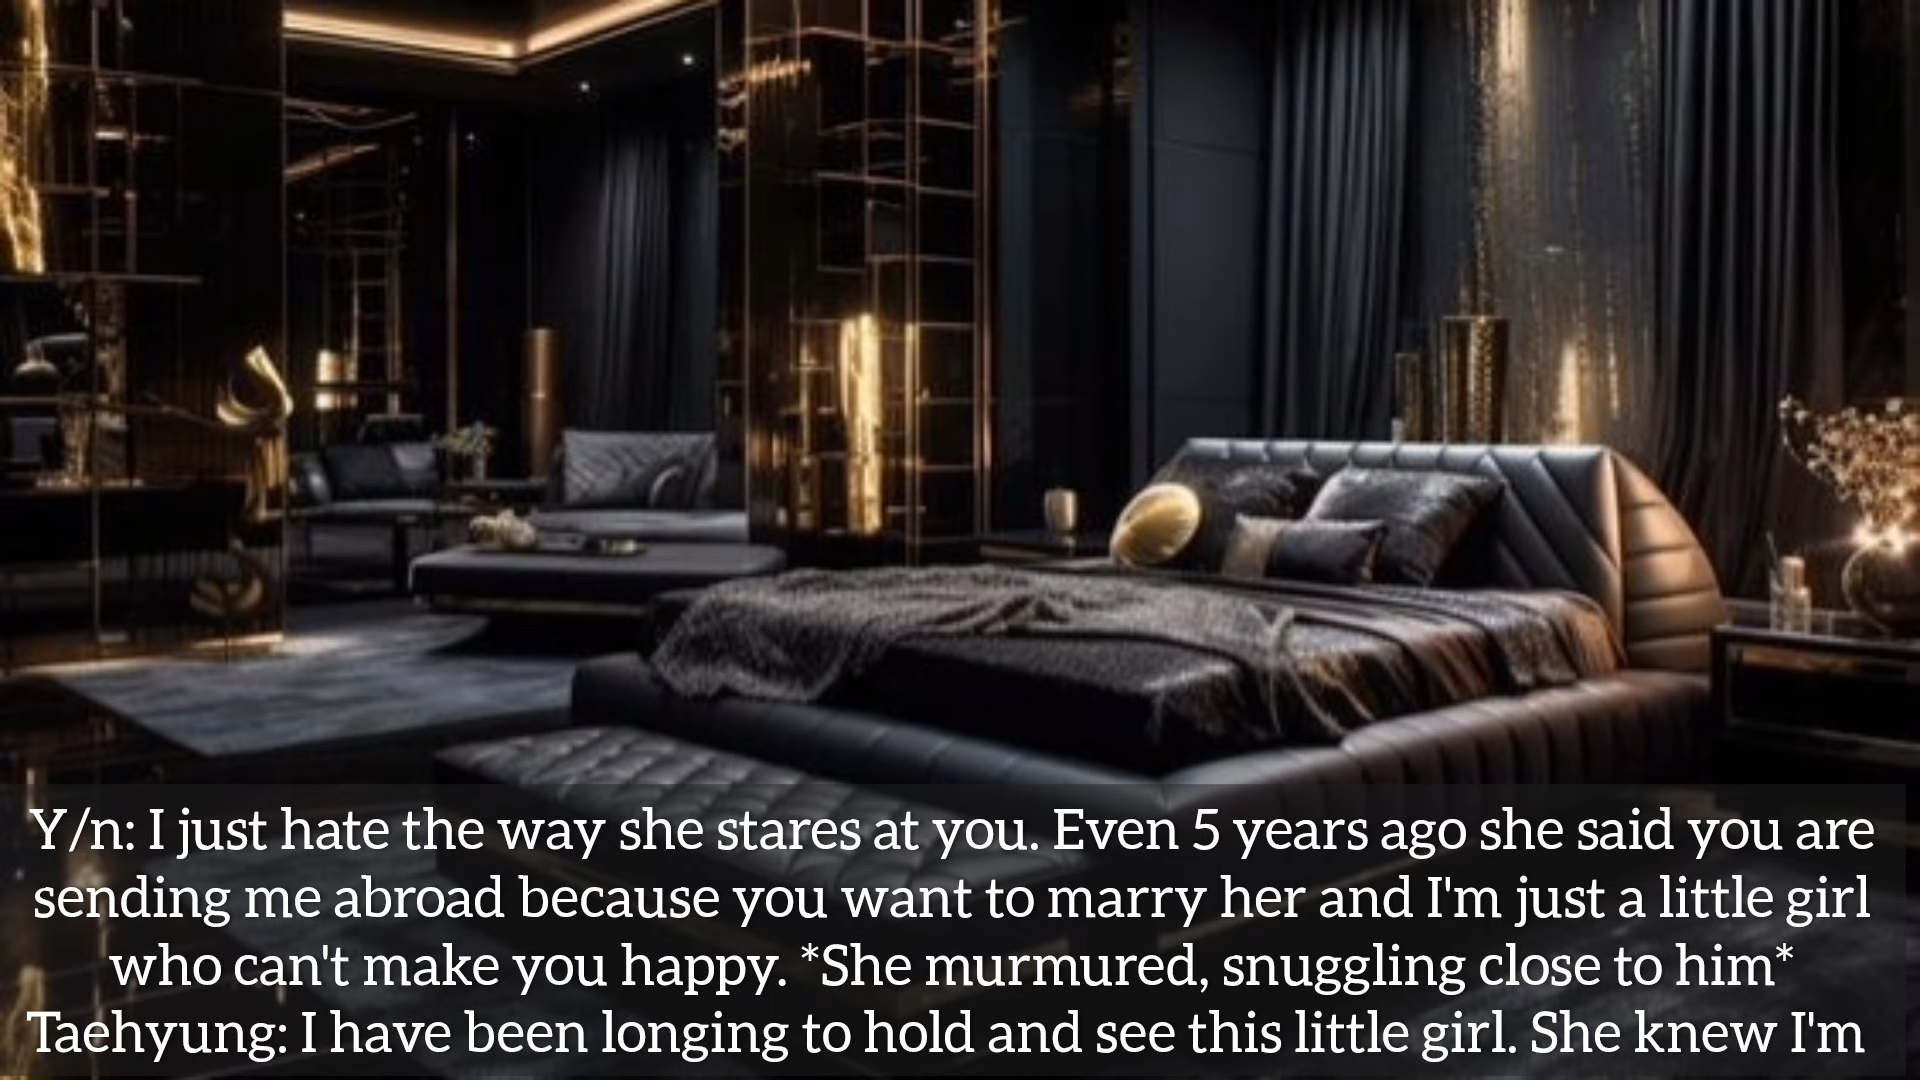 Y/n: I just hate the way she stares at you. Even 5 years ago she said you are
sending me abroad because you want to marry her and I'm just a little girl
who can't make you happy. *She murmured, snuggling close to him*
Taehyung: I have been longing to hold and see this little girl. She knew I'm